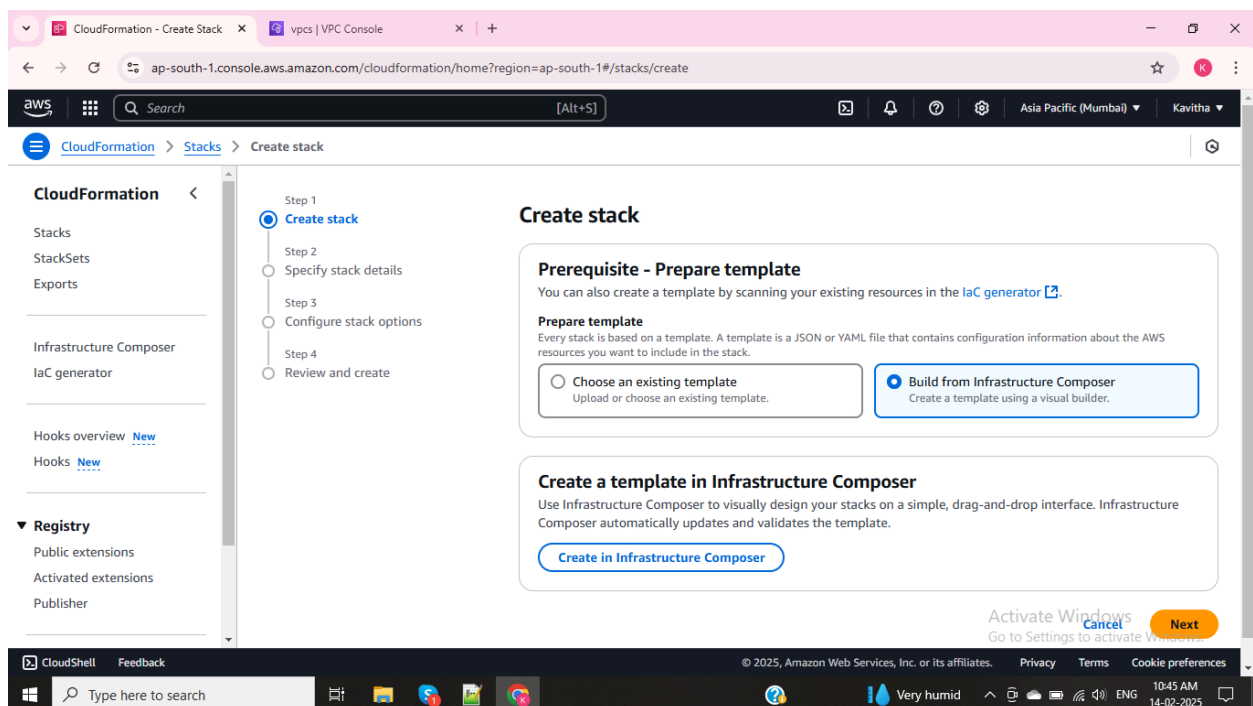 CloudFormation - Create Stack
vpcs | VPC Console
ap-south-1.console.aws.amazon.com/cloudformation/home?region=ap-south-1#/stacks/create
K
aws
Search
[Alt+S]
Asia Pacific (Mumbai)
Kavitha
CloudFormation > Stacks > Create stack
CloudFormation
Stacks
StackSets
Exports
Infrastructure Composer
IaC generator
Hooks overview New
Hooks New
Registry
Public extensions
Activated extensions
Publisher
Step 1
Create stack
Step 2
Specify stack details
Step 3
Configure stack options
Step 4
Review and create
Create stack
Prerequisite - Prepare template
You can also create a template by scanning your existing resources in the IaC generator.
Prepare template
Every stack is based on a template. A template is a JSON or YAML file that contains configuration information about the AWS
resources you want to include in the stack.
Choose an existing template
Upload or choose an existing template.
Build from Infrastructure Composer
Create a template using a visual builder.
Create a template in Infrastructure Composer
Use Infrastructure Composer to visually design your stacks on a simple, drag-and-drop interface. Infrastructure
Composer automatically updates and validates the template.
Create in Infrastructure Composer
Activate Windows
Go to Settings to activate Windows.
Cancel
Next
CloudShell
Feedback
© 2025, Amazon Web Services, Inc. or its affiliates.
Privacy
Terms
Cookie preferences
Type here to search
Very humid
ENG
10:45 AM
14-02-2025